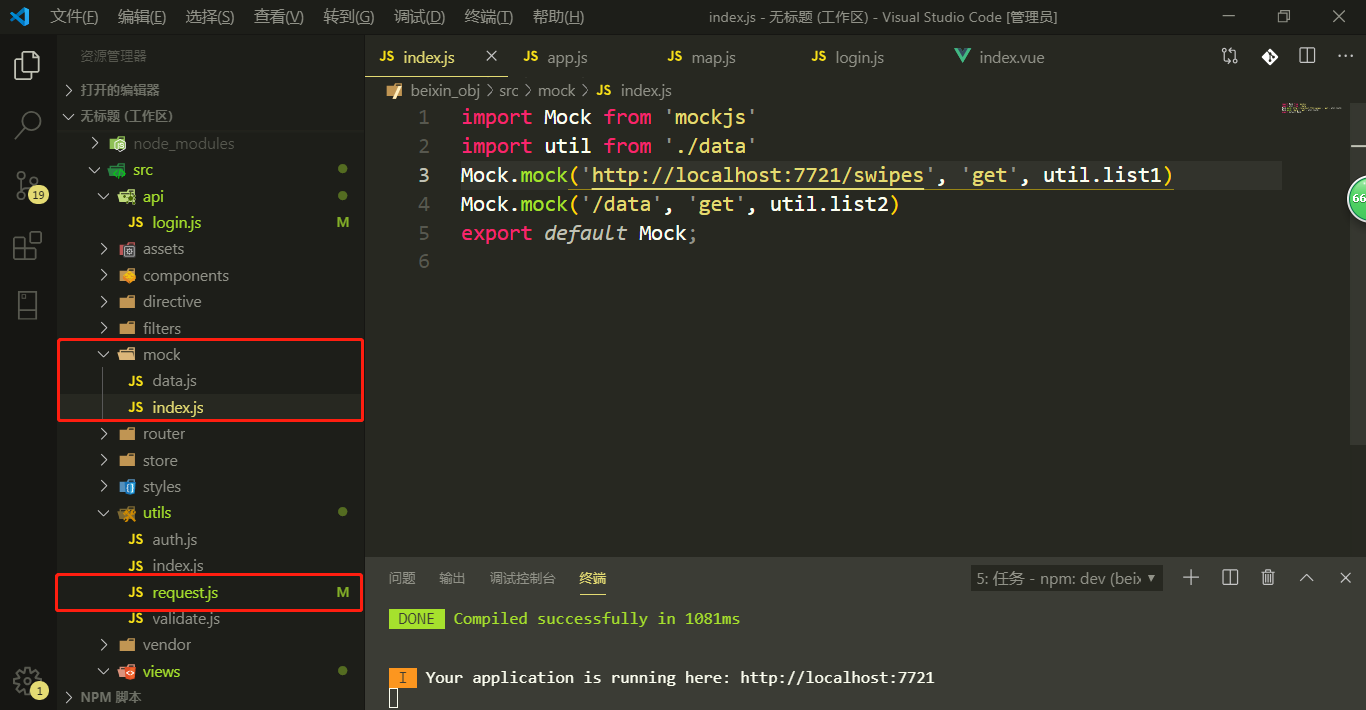 文件(F) 编辑(E) 选择(S) 查看(V) 转到(G) 调试(D) 终端(T) 帮助(H) index.js - 无标题 (工作区) - Visual Studio Code [管理员]
资源管理器
打开的编辑器
无标题 (工作区)
node_modules
src
api
JS login.js M
assets
components
directive
filters
mock
JS data.js
JS index.js
router
store
styles
utils
JS auth.js
JS index.js
JS request.js M
JS validate.js
vendor
views
NPM 脚本
19
1
JS index.js JS app.js JS map.js JS login.js index.vue
beixin_obj > src > mock > JS index.js
1 import Mock from 'mockjs'
2 import util from './data'
3 Mock.mock('http://localhost:7721/swipes', 'get', util.list1)
4 Mock.mock('/data', 'get', util.list2)
5 export default Mock;
6
66
问题 输出 调试控制台 终端 5: 任务 - npm: dev (beix
DONE Compiled successfully in 1081ms
I Your application is running here: http://localhost:7721